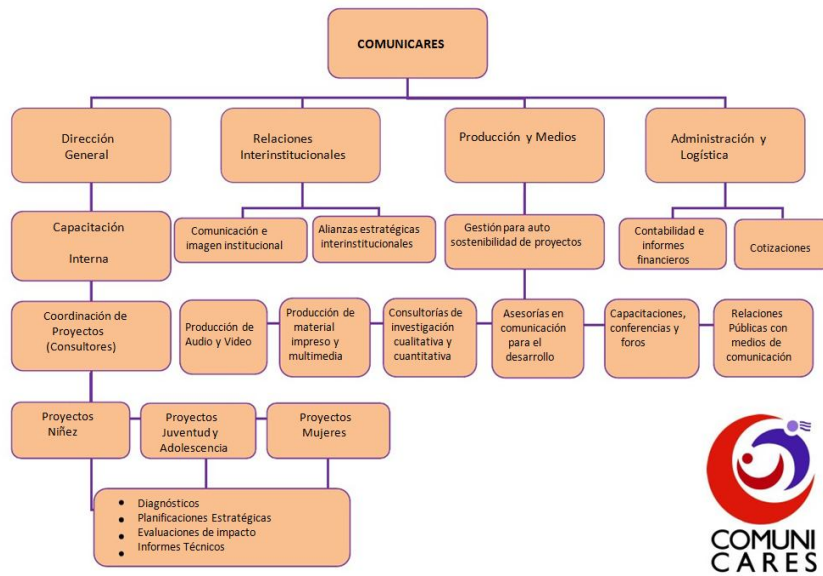 COMUNICARES
Dirección
General
Relaciones
Interinstitucionales
Producción y Medios
Administración y
Logística
Capacitación
Interna
Comunicación e
imagen institucional
Alianzas estratégicas
interinstitucionales
Gestión para auto
sostenibilidad de proyectos
Contabilidad e
informes
financieros
Cotizaciones
Coordinación de
Proyectos
(Consultores)
Producción de
Audio y Video
Producción de
material
impreso y
multimedia
Consultorías de
investigación
cualitativa y
cuantitativa
Asesorías en
comunicación
para el
desarrollo
Capacitaciones,
conferencias y
foros
Relaciones
Públicas con
medios de
comunicación
Proyectos
Niñez
Proyectos
Juventud y
Adolescencia
Proyectos
Mujeres
• Diagnósticos
• Planificaciones Estratégicas
• Evaluaciones de impacto
• Informes Técnicos
COMUNI
CARES